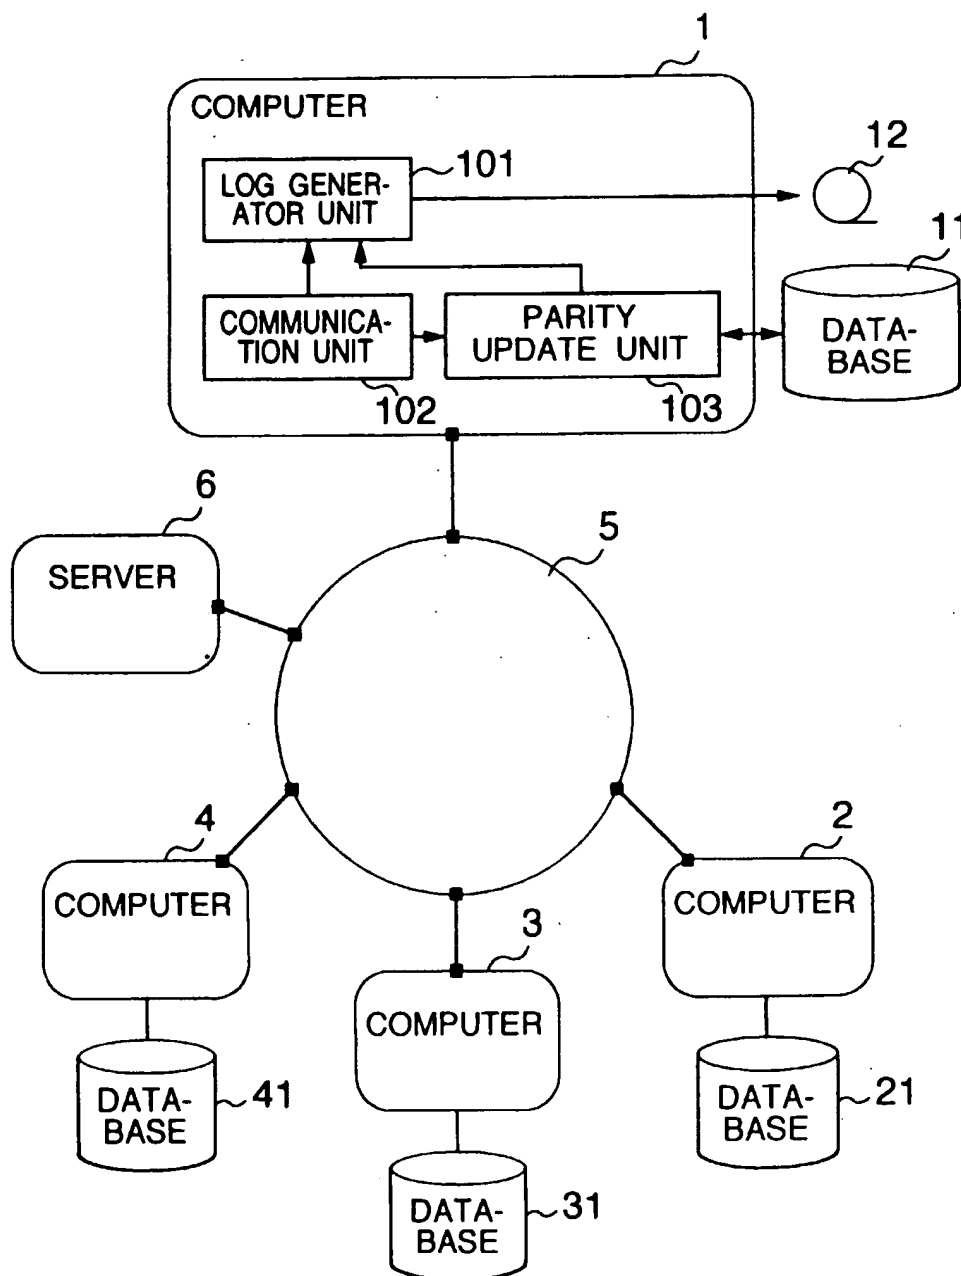 1
COMPUTER
101
12
LOG GENER-
ATOR UNIT
11
COMMUNICA-
TION UNIT
PARITY
UPDATE UNIT
DATA-
BASE
102
103
6
5
SERVER
4
2
COMPUTER
3
COMPUTER
COMPUTER
DATA-
BASE
41
DATA-
BASE
21
DATA-
BASE
31